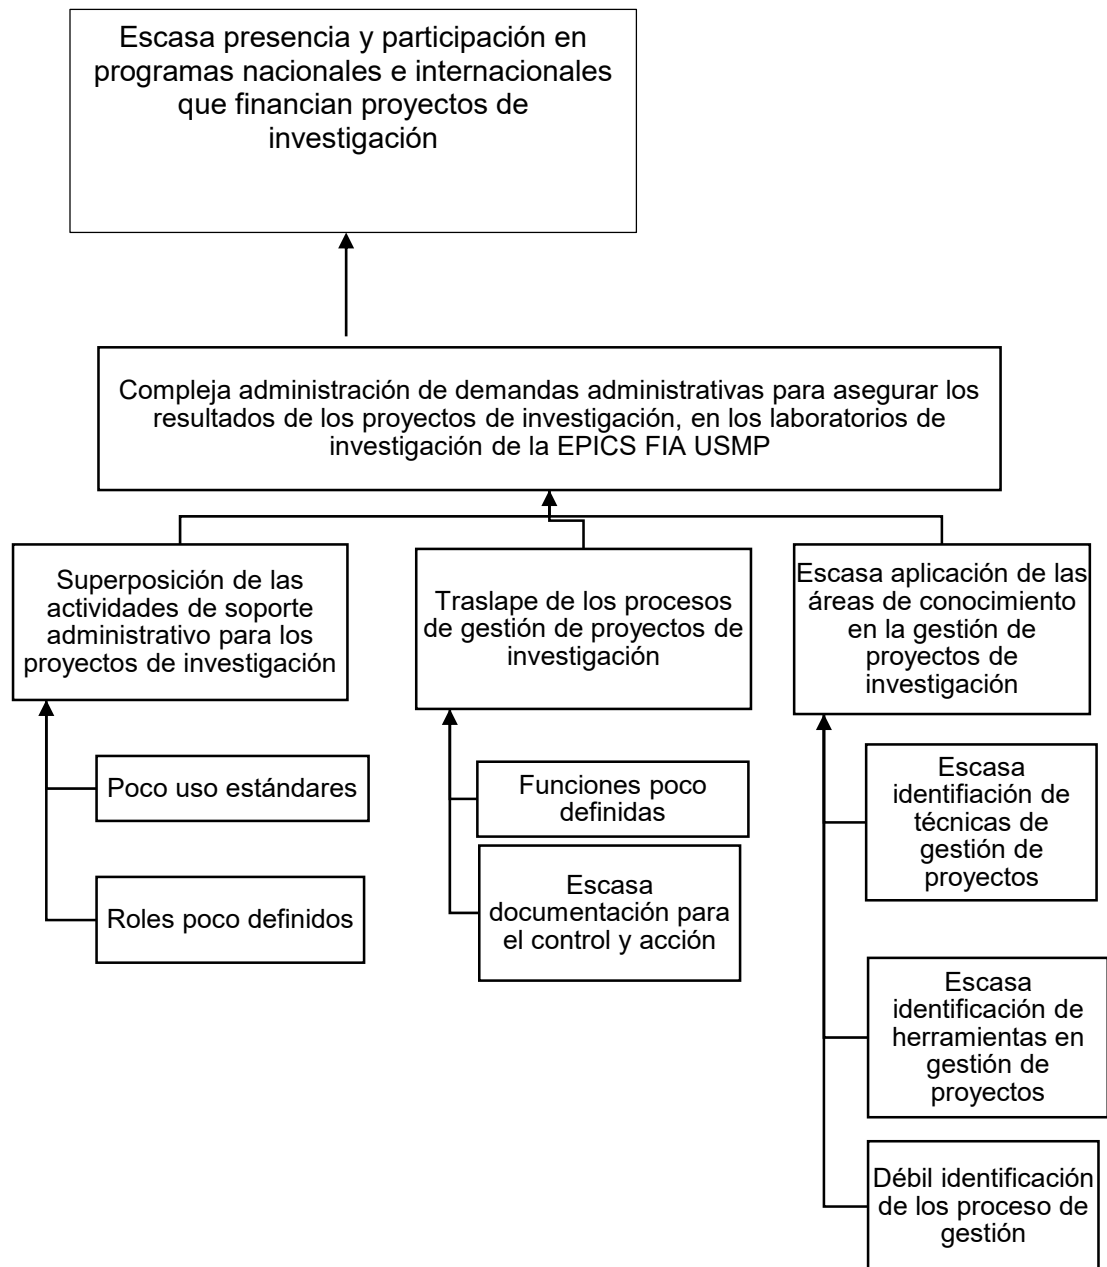 Escasa presencia y participación en
programas nacionales e internacionales
que financian proyectos de
investigación
Compleja administración de demandas administrativas para asegurar los
resultados de los proyectos de investigación, en los laboratorios de
investigación de la EPICS FIA USMP
Superposición de las
actividades de soporte
administrativo para los
proyectos de investigación
Poco uso estándares
Roles poco definidos
Traslape de los procesos
de gestión de proyectos de
investigación
Funciones poco
definidas
Escasa
documentación para
el control y acción
Escasa aplicación de las
áreas de conocimiento
en la gestión de
proyectos de
investigación
Escasa
identifiación de
técnicas de
gestión de
proyectos
Escasa
identificación de
herramientas en
gestión de
proyectos
Débil identificación
de los proceso de
gestión